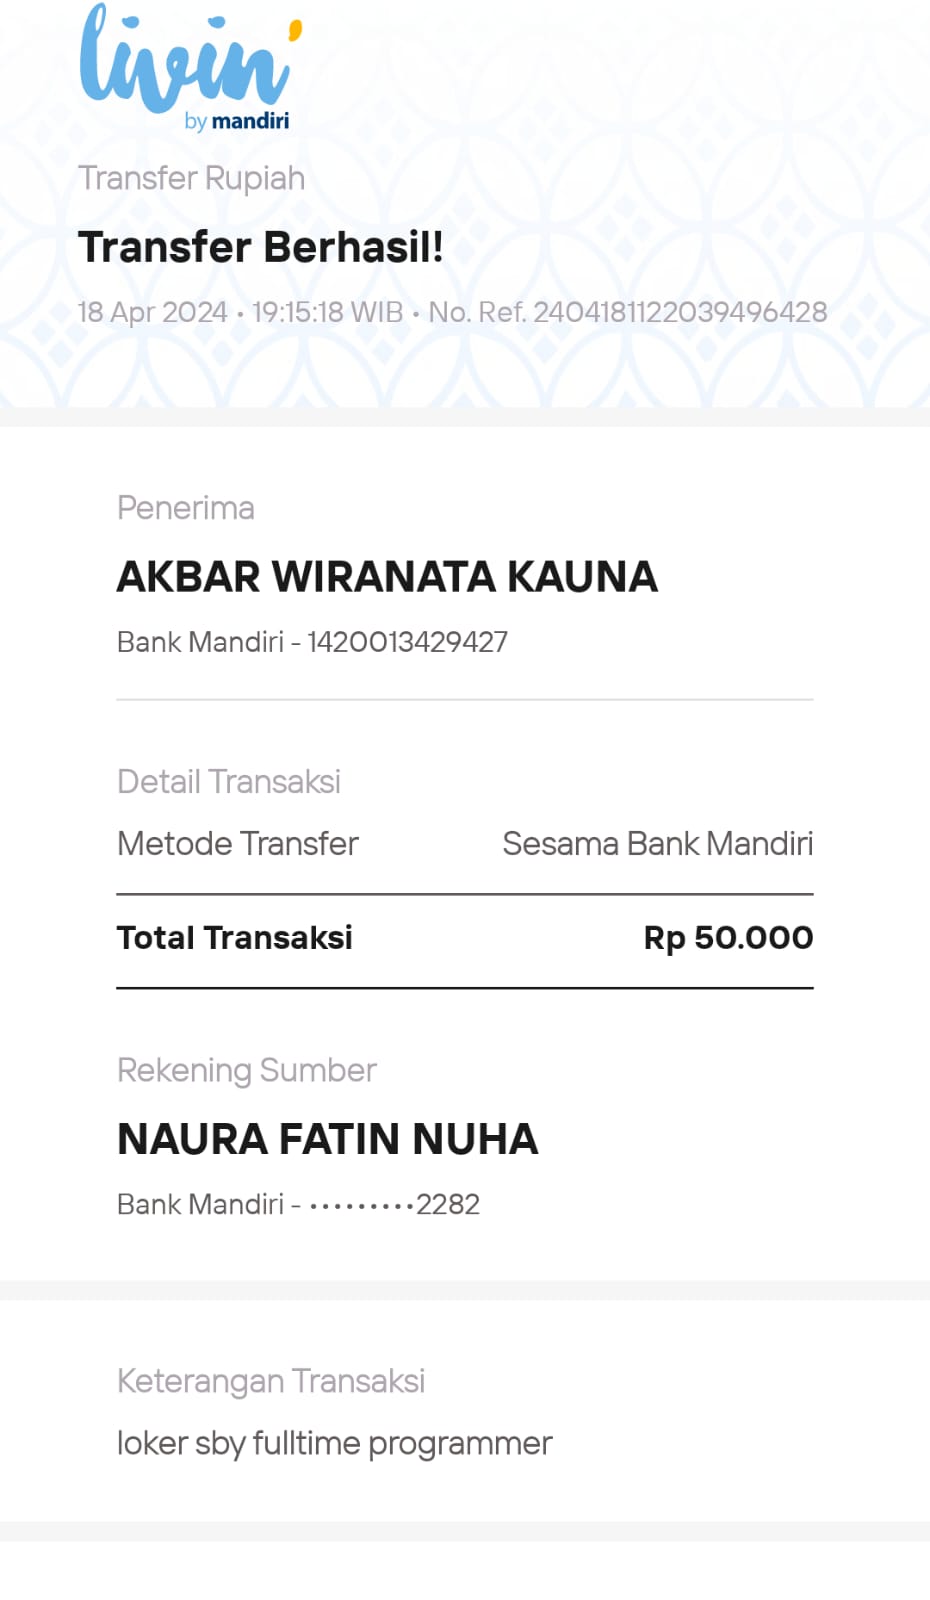 livin'
by mandiri
Transfer Rupiah
Transfer Berhasil!
18 Apr 2024 • 19:15:18 WIB • No. Ref. 2404181122039496428
Penerima
AKBAR WIRANATA KAUNA
Bank Mandiri - 1420013429427
Detail Transaksi
Metode Transfer Sesama Bank Mandiri
Total Transaksi Rp 50.000
Rekening Sumber
NAURA FATIN NUHA
Bank Mandiri - •••••••••2282
Keterangan Transaksi
loker sby fulltime programmer